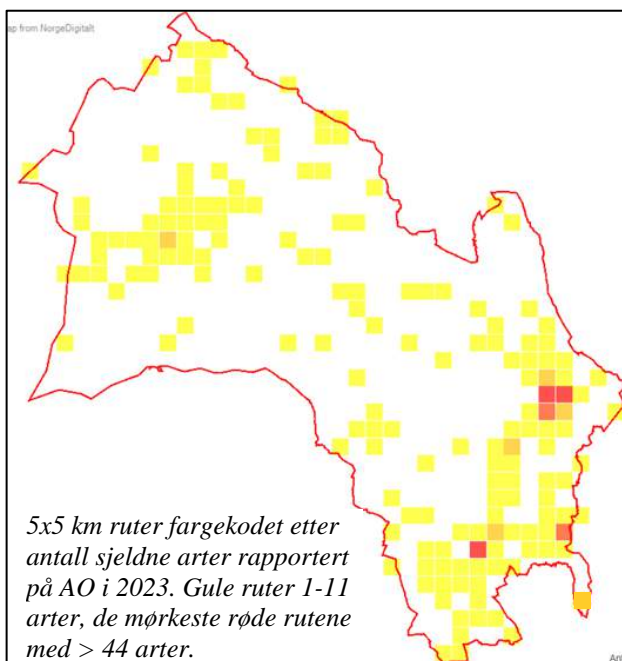 ap from NorgeDigitalt
5x5 km ruter fargekodet etter
antall sjeldne arter rapportert
på AO i 2023. Gule ruter 1-11
arter, de mørkeste røde rutene
med > 44 arter.
Ant